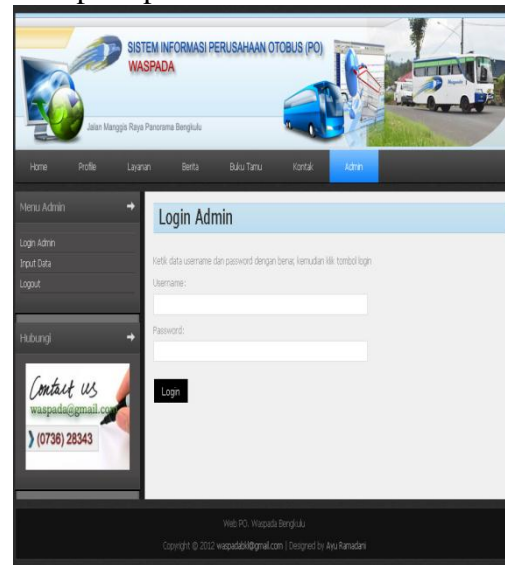 SISTEM INFORMASI PERUSAHAAN OTOBUS (PO)
WASPADA
Jalan Manggis Raya Panorama Bengkulu
Home Profile Layanan Berita Buku Tamu Kontak Admin
Menu Admin
Login Admin
Input Data
Logout
Hubungi
Contact us
waspada@gmail.com
(0736) 28343
Login Admin
Ketik data username dan password dengan benar, kemudian klik tombol login
Username:
Password:
Login
Web PO. Waspada Bengkulu
Copyright © 2012 waspadabkl@gmail.com | Designed by Ayu Ramadani